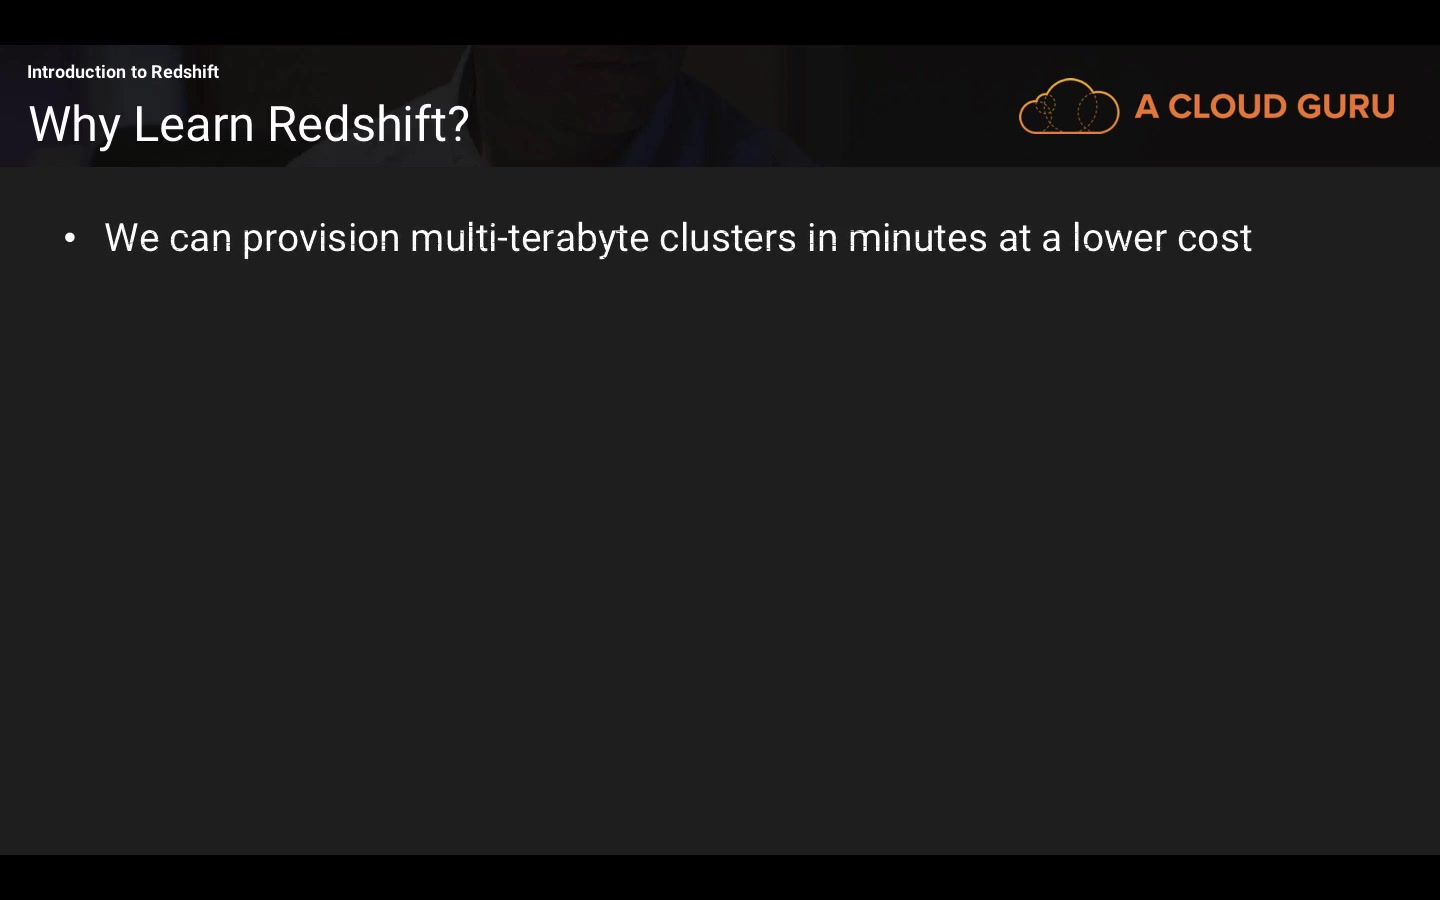 Introduction to Redshift
Why Learn Redshift?
A CLOUD GURU
• We can provision multi-terabyte clusters in minutes at a lower cost